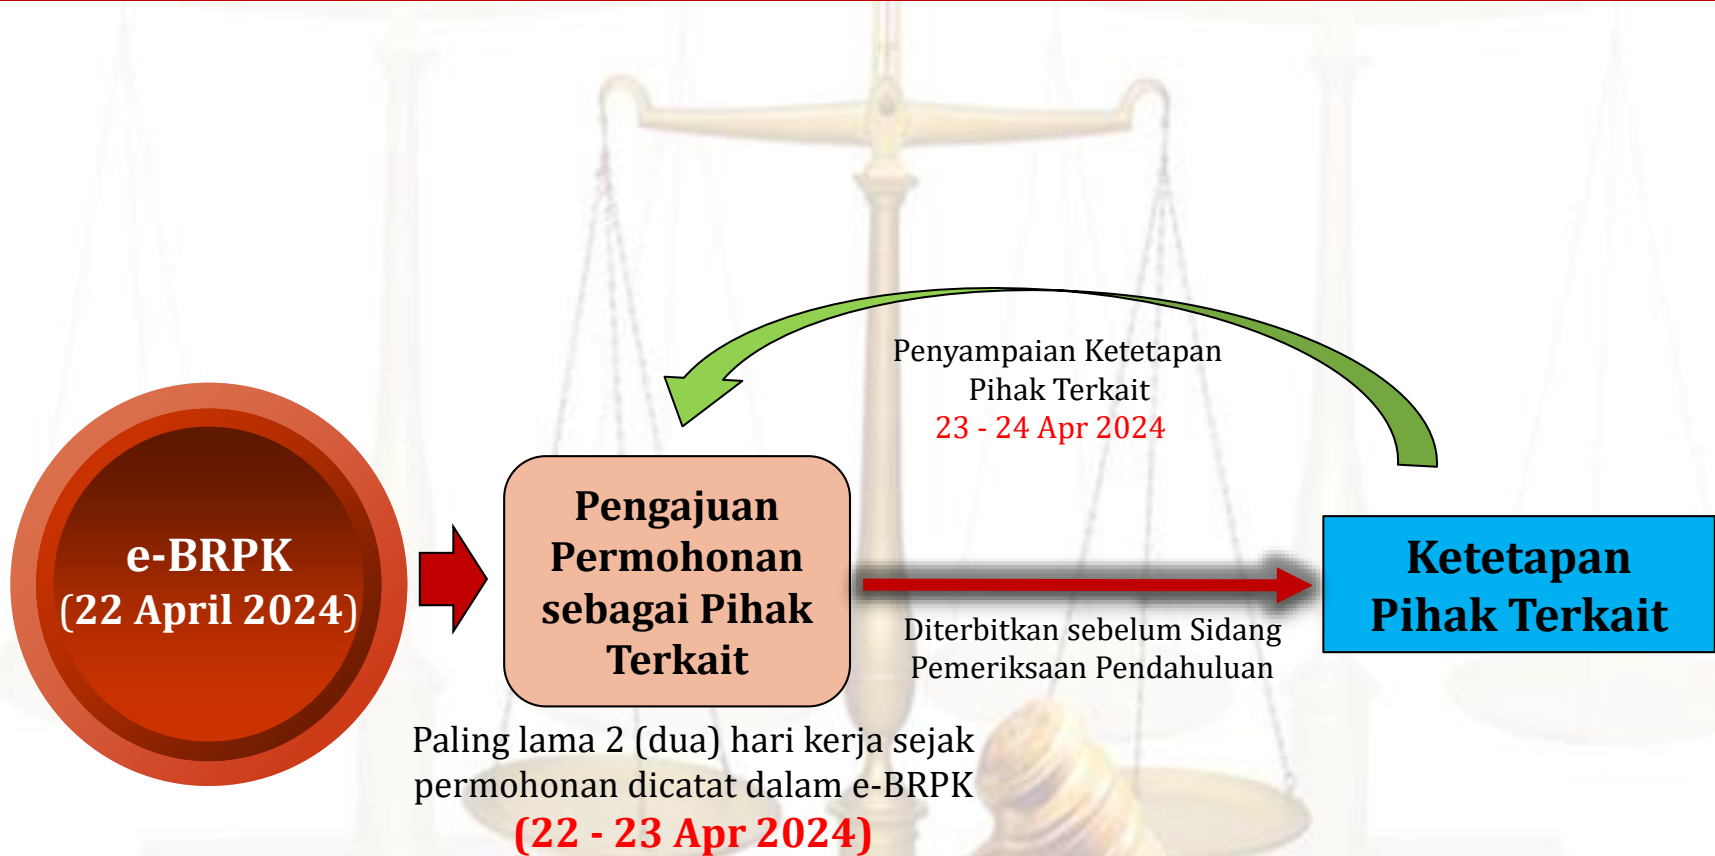 Penyampaian Ketetapan
Pihak Terkait
23 - 24 Apr 2024
e-BRPK
(22 April 2024)
Pengajuan
Permohonan
sebagai Pihak
Terkait
Diterbitkan sebelum Sidang
Pemeriksaan Pendahuluan
Ketetapan
Pihak Terkait
Paling lama 2 (dua) hari kerja sejak
permohonan dicatat dalam e-BRPK
(22 - 23 Apr 2024)